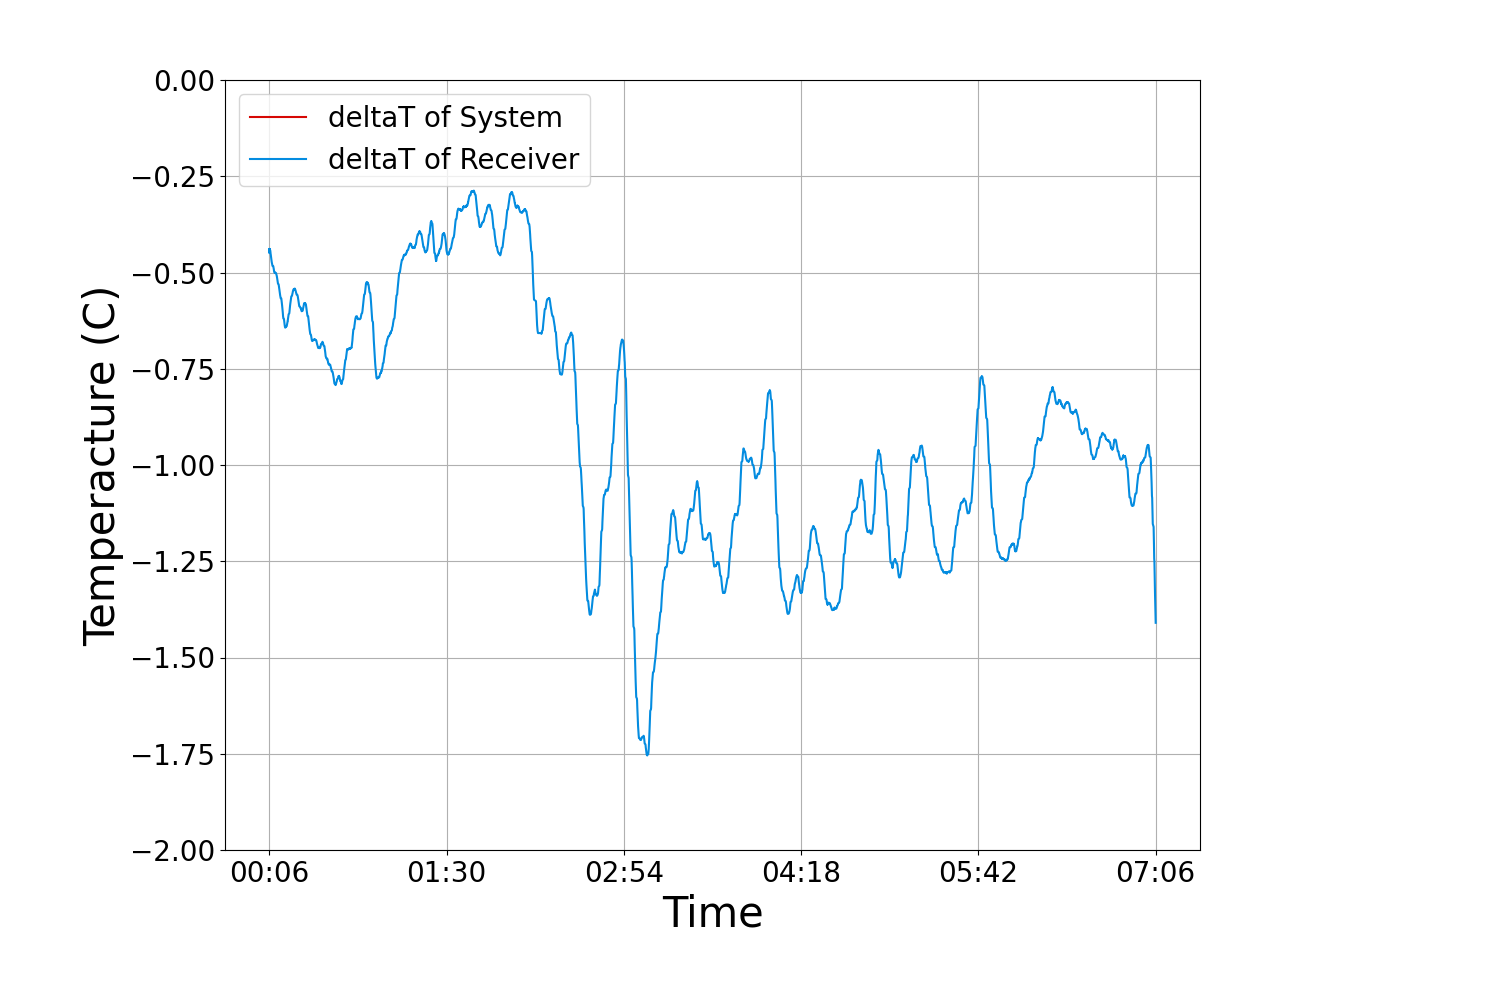 0.00
−0.25
−0.50
−0.75
−1.00
−1.25
−1.50
−1.75
−2.00
deltaT of System
deltaT of Receiver
Temperacture (C)
00:06 01:30 02:54 04:18 05:42 07:06
Time